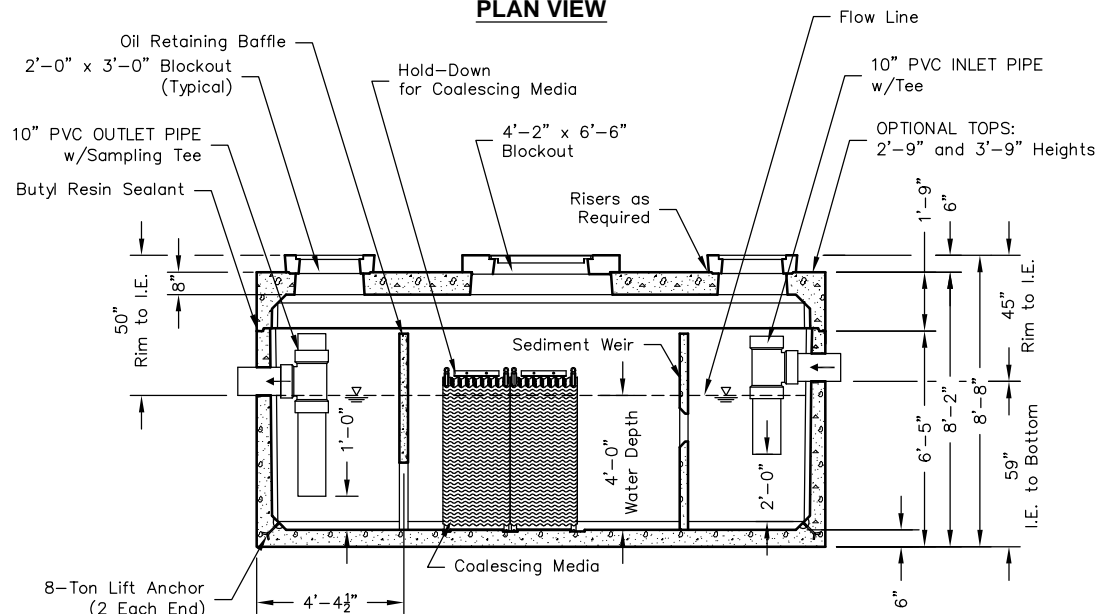 PLAN VIEW
Flow Line
Oil Retaining Baffle
2'-0" x 3'-0" Blockout
(Typical)
Hold-Down
for Coalescing Media
10" PVC INLET PIPE
w/Tee
10" PVC OUTLET PIPE
w/Sampling Tee
4'-2" x 6'-6"
Blockout
OPTIONAL TOPS:
2'-9" and 3'-9" Heights
Butyl Resin Sealant
Risers as
Required
1'-9"
6"
50"
Rim to I.E.
8"
45"
Rim to I.E.
Sediment Weir
1'-0"
4'-0"
Water Depth
2'-0"
6'-5"
8'-2"
8'-8"
59"
I.E. to Bottom
Coalescing Media
8-Ton Lift Anchor
(2 Each End)
4'-4½"
6"